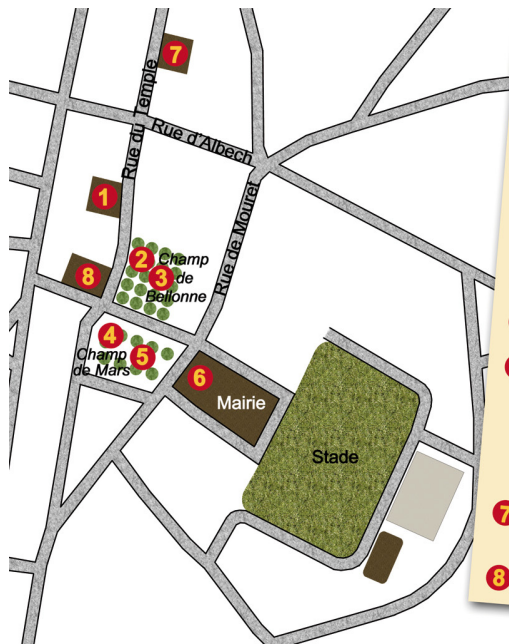 7
Rue du Temple
Rue d'Albech
1
Rue de Mouret
2
Champ
3
de
8
Bellonne
4
Champ
5
de Mars
6
Mairie
Stade
7
8